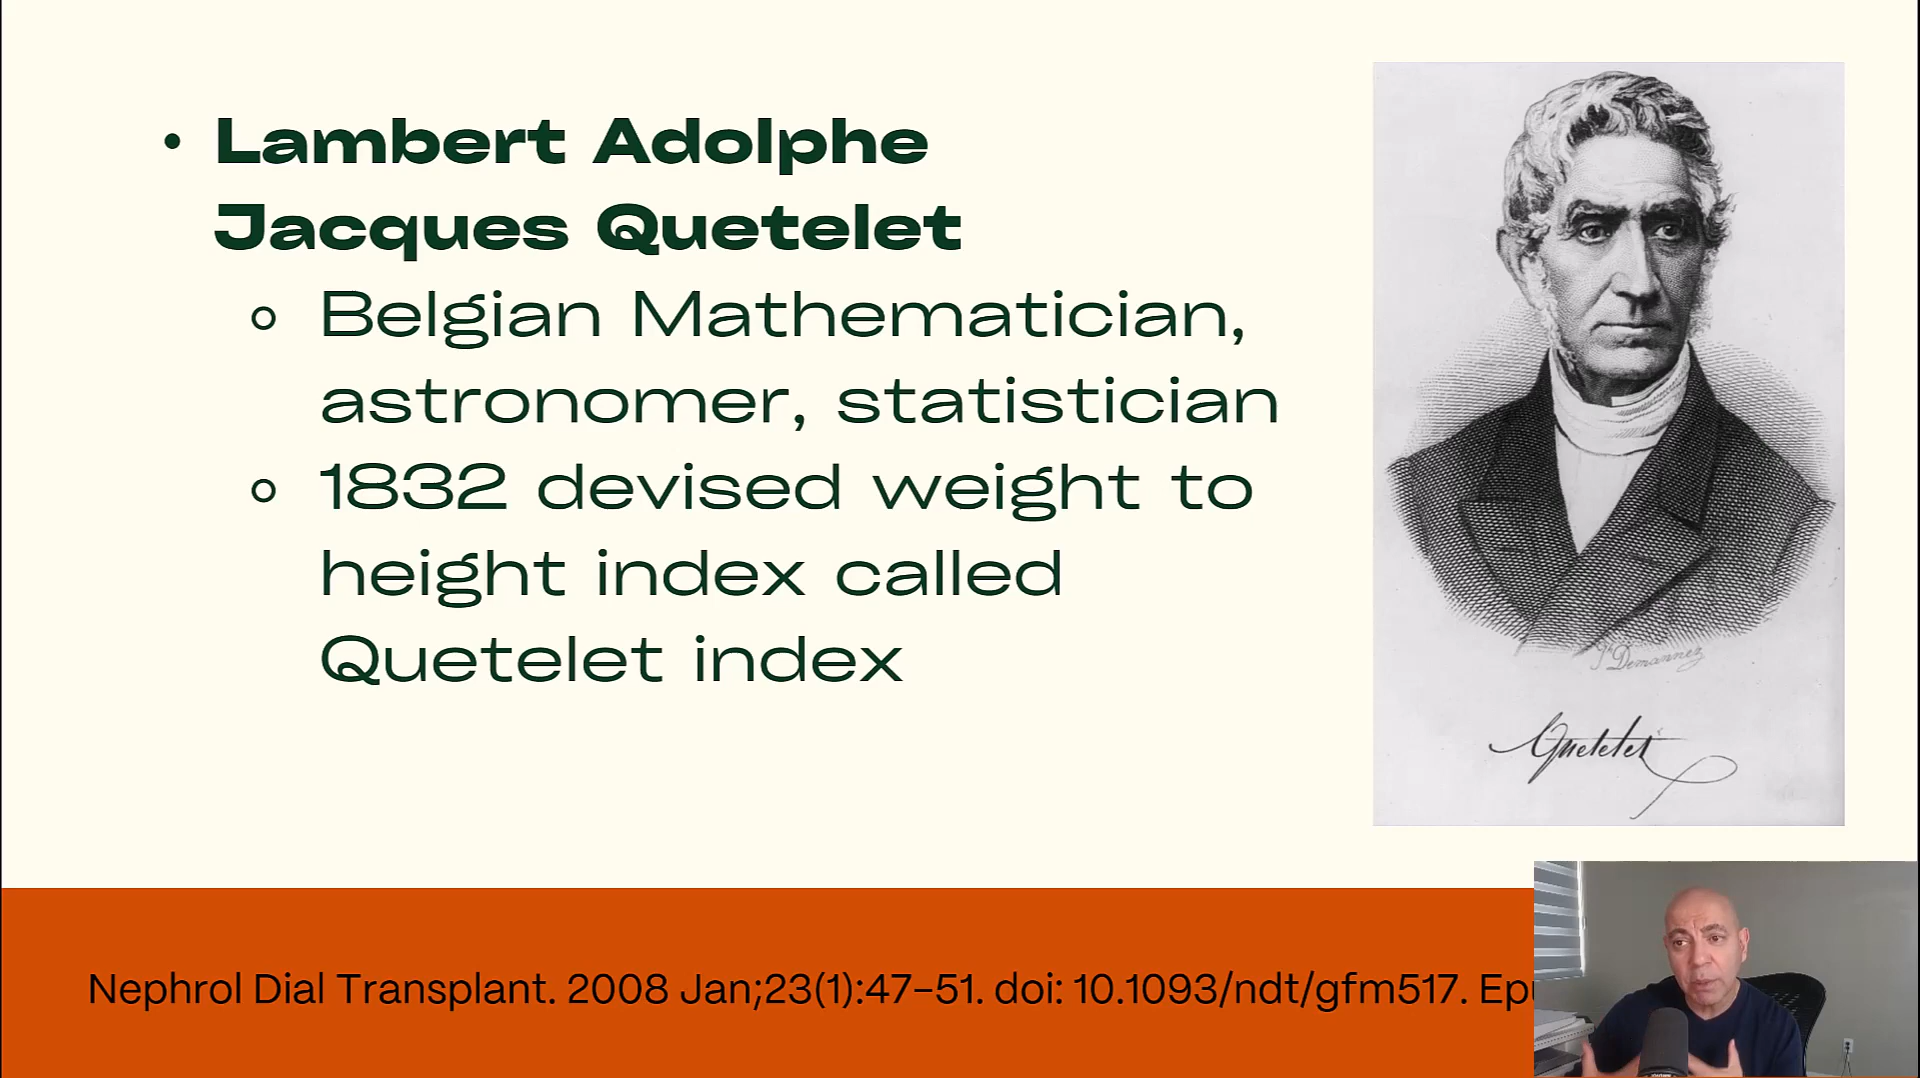 • Lambert Adolphe
Jacques Quetelet
○ Belgian Mathematician,
astronomer, statistician
○ 1832 devised weight to
height index called
Quetelet index
Demannez
Quetelet
Nephrol Dial Transplant. 2008 Jan;23(1):47-51. doi: 10.1093/ndt/gfm517.